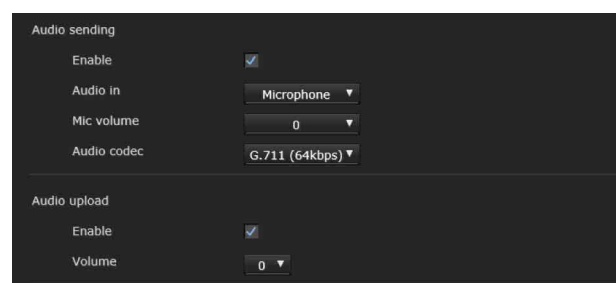 Audio sending
Enable
Audio in Microphone
Mic volume 0
Audio codec G.711 (64kbps)
Audio upload
Enable
Volume 0